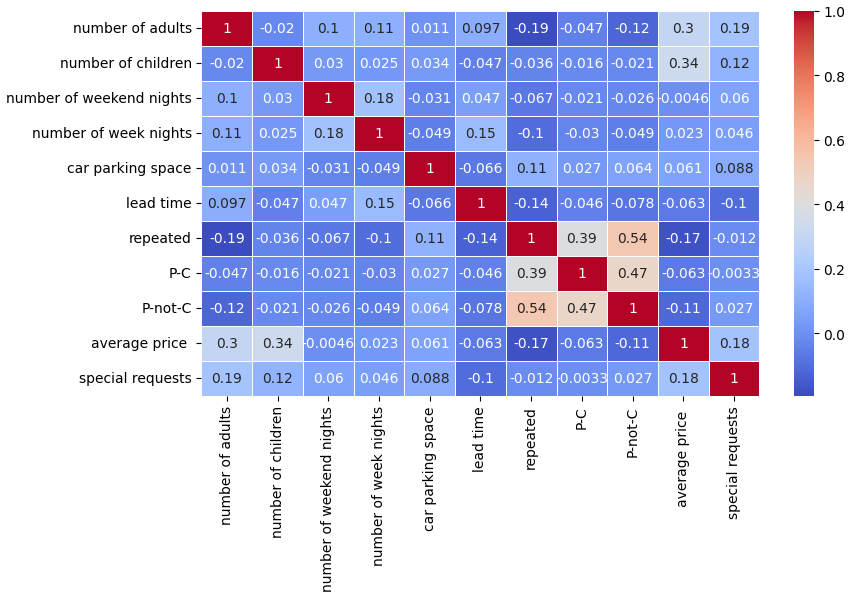 number of adults 1 -0.02 0.1 0.11 0.011 0.097 -0.19 -0.047 -0.12 0.3 0.19
number of children -0.02 1 0.03 0.025 0.034 -0.047 -0.036 -0.016 -0.021 0.34 0.12
number of weekend nights 0.1 0.03 1 0.18 -0.031 0.047 -0.067 -0.021 -0.026 -0.0046 0.06
number of week nights 0.11 0.025 0.18 1 -0.049 0.15 -0.1 -0.03 -0.049 0.023 0.046
car parking space 0.011 0.034 -0.031 -0.049 1 -0.066 0.11 0.027 0.064 0.061 0.088
lead time 0.097 -0.047 0.047 0.15 -0.066 1 -0.14 -0.046 -0.078 -0.063 -0.1
repeated -0.19 -0.036 -0.067 -0.1 0.11 -0.14 1 0.39 0.54 -0.17 -0.012
P-C -0.047 -0.016 -0.021 -0.03 0.027 -0.046 0.39 1 0.47 -0.063 -0.0033
P-not-C -0.12 -0.021 -0.026 -0.049 0.064 -0.078 0.54 0.47 1 -0.11 0.027
average price 0.3 0.34 -0.0046 0.023 0.061 -0.063 -0.17 -0.063 -0.11 1 0.18
special requests 0.19 0.12 0.06 0.046 0.088 -0.1 -0.012 -0.0033 0.027 0.18 1
number of adults
number of children
number of weekend nights
number of week nights
car parking space
lead time
repeated
P-C
P-not-C
average price
special requests
1.0
0.8
0.6
0.4
0.2
0.0